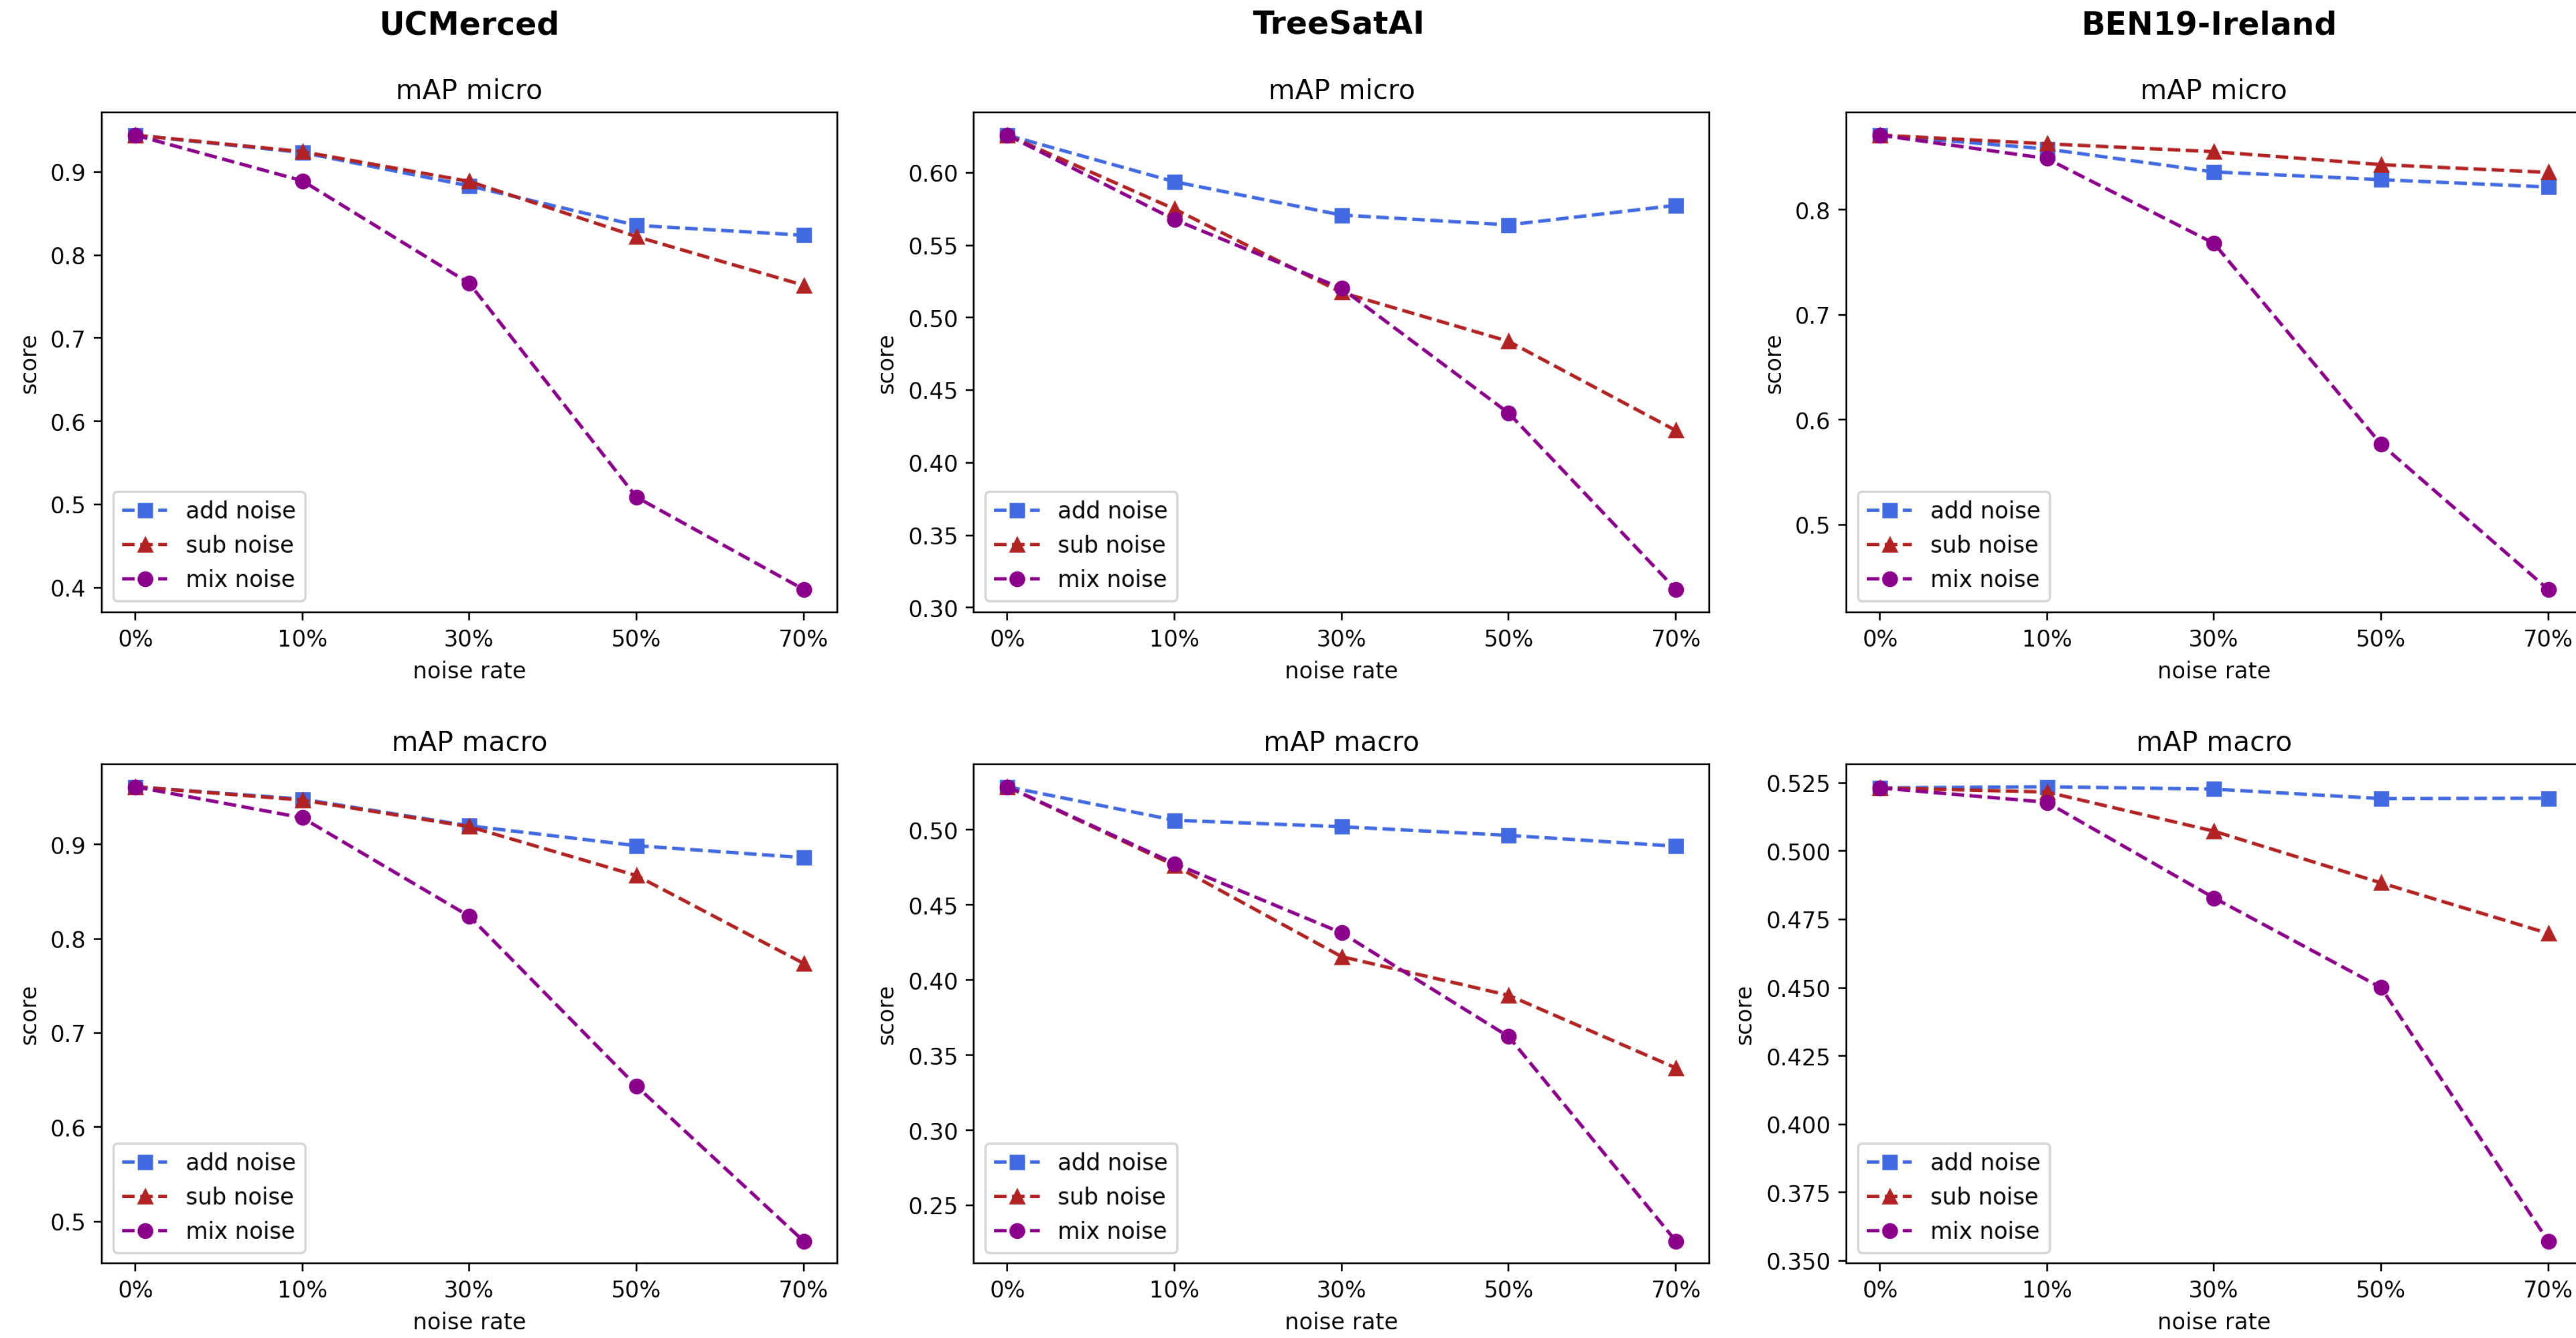 UCMerced
TreeSatAI
BEN19-Ireland
mAP micro
0.9
0.8
0.7
0.6
0.5
0.4
score
add noise
sub noise
mix noise
0% 10% 30% 50% 70%
noise rate
mAP micro
0.60
0.55
0.50
0.45
0.40
0.35
0.30
score
add noise
sub noise
mix noise
0% 10% 30% 50% 70%
noise rate
mAP micro
0.8
0.7
0.6
0.5
score
add noise
sub noise
mix noise
0% 10% 30% 50% 70%
noise rate
mAP macro
0.9
0.8
0.7
0.6
0.5
score
add noise
sub noise
mix noise
0% 10% 30% 50% 70%
noise rate
mAP macro
0.50
0.45
0.40
0.35
0.30
0.25
score
add noise
sub noise
mix noise
0% 10% 30% 50% 70%
noise rate
mAP macro
0.525
0.500
0.475
0.450
0.425
0.400
0.375
0.350
score
add noise
sub noise
mix noise
0% 10% 30% 50% 70%
noise rate